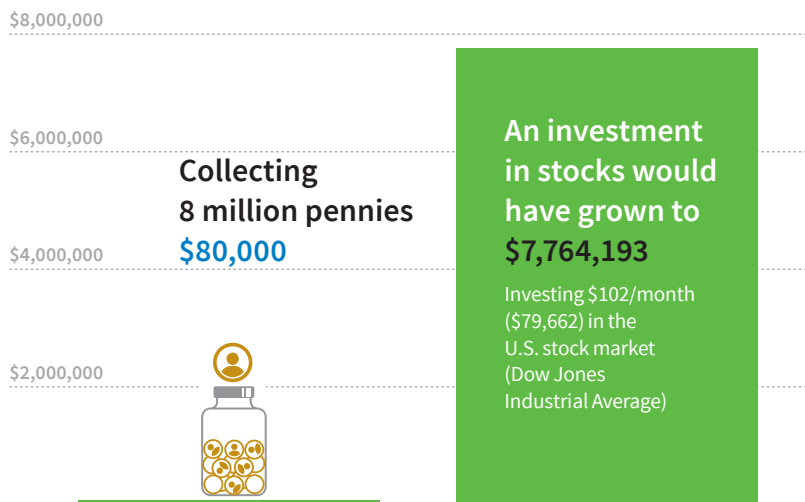 $8,000,000
$6,000,000
$4,000,000
$2,000,000
Collecting
8 million pennies
$80,000
An investment
in stocks would
have grown to
$7,764,193
Investing $102/month
($79,662) in the
U.S. stock market
(Dow Jones
Industrial Average)